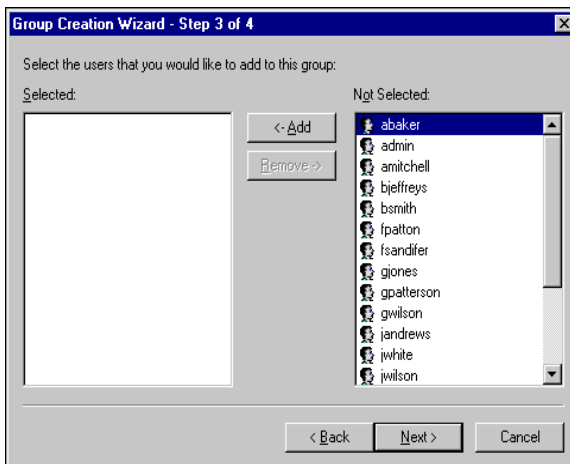 Group Creation Wizard - Step 3 of 4
Select the users that you would like to add to this group:
Selected:
Not Selected:
<- Add
Remove ->
abaker
admin
amitchell
bjeffreys
bsmith
fpatton
fsandifer
gjones
gpatterson
gwilson
jandrews
jwhite
jwilson
< Back
Next >
Cancel